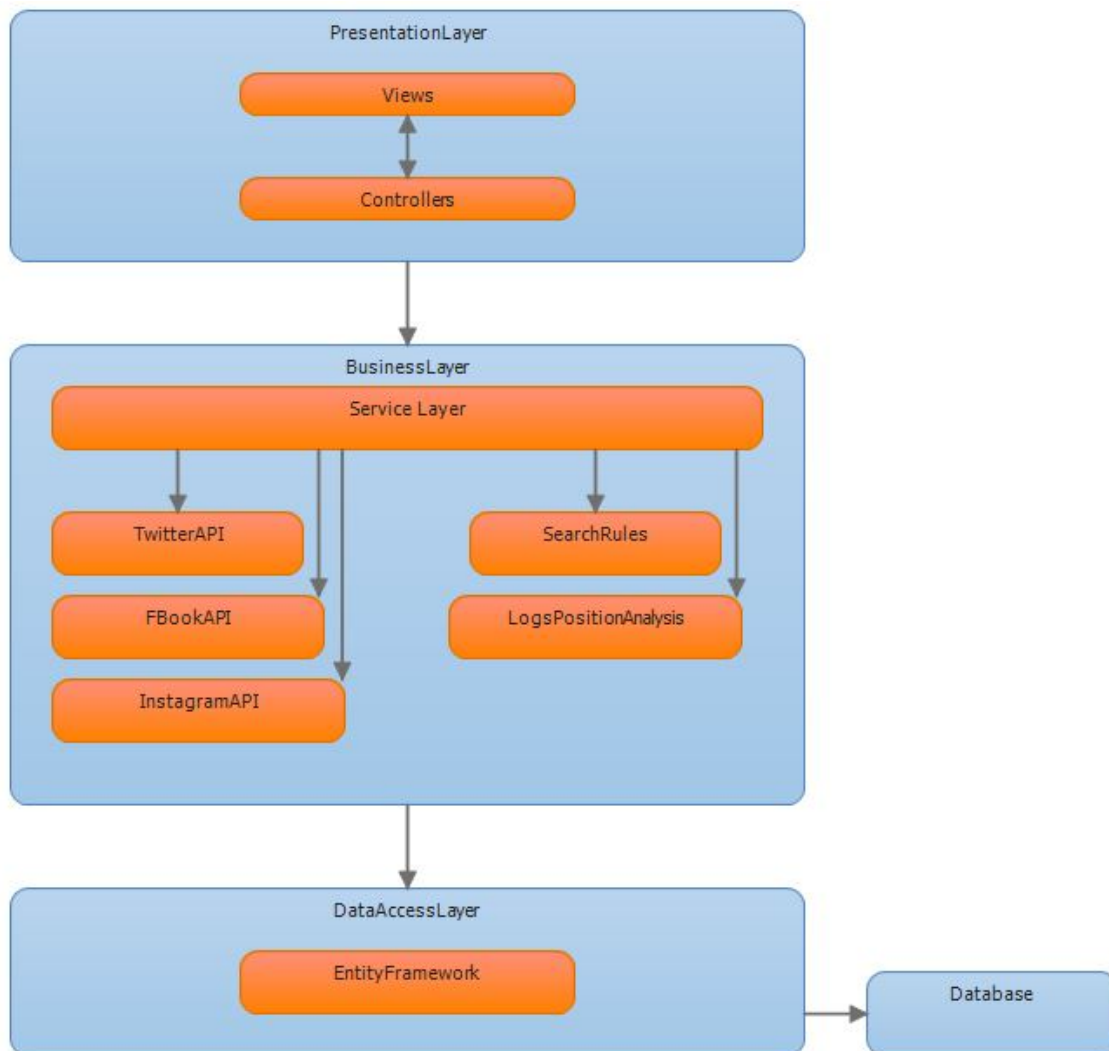 PresentationLayer
Views
Controllers
BusinessLayer
Service Layer
TwitterAPI
SearchRules
FBookAPI
LogsPositionAnalysis
InstagramAPI
DataAccessLayer
EntityFramework
Database